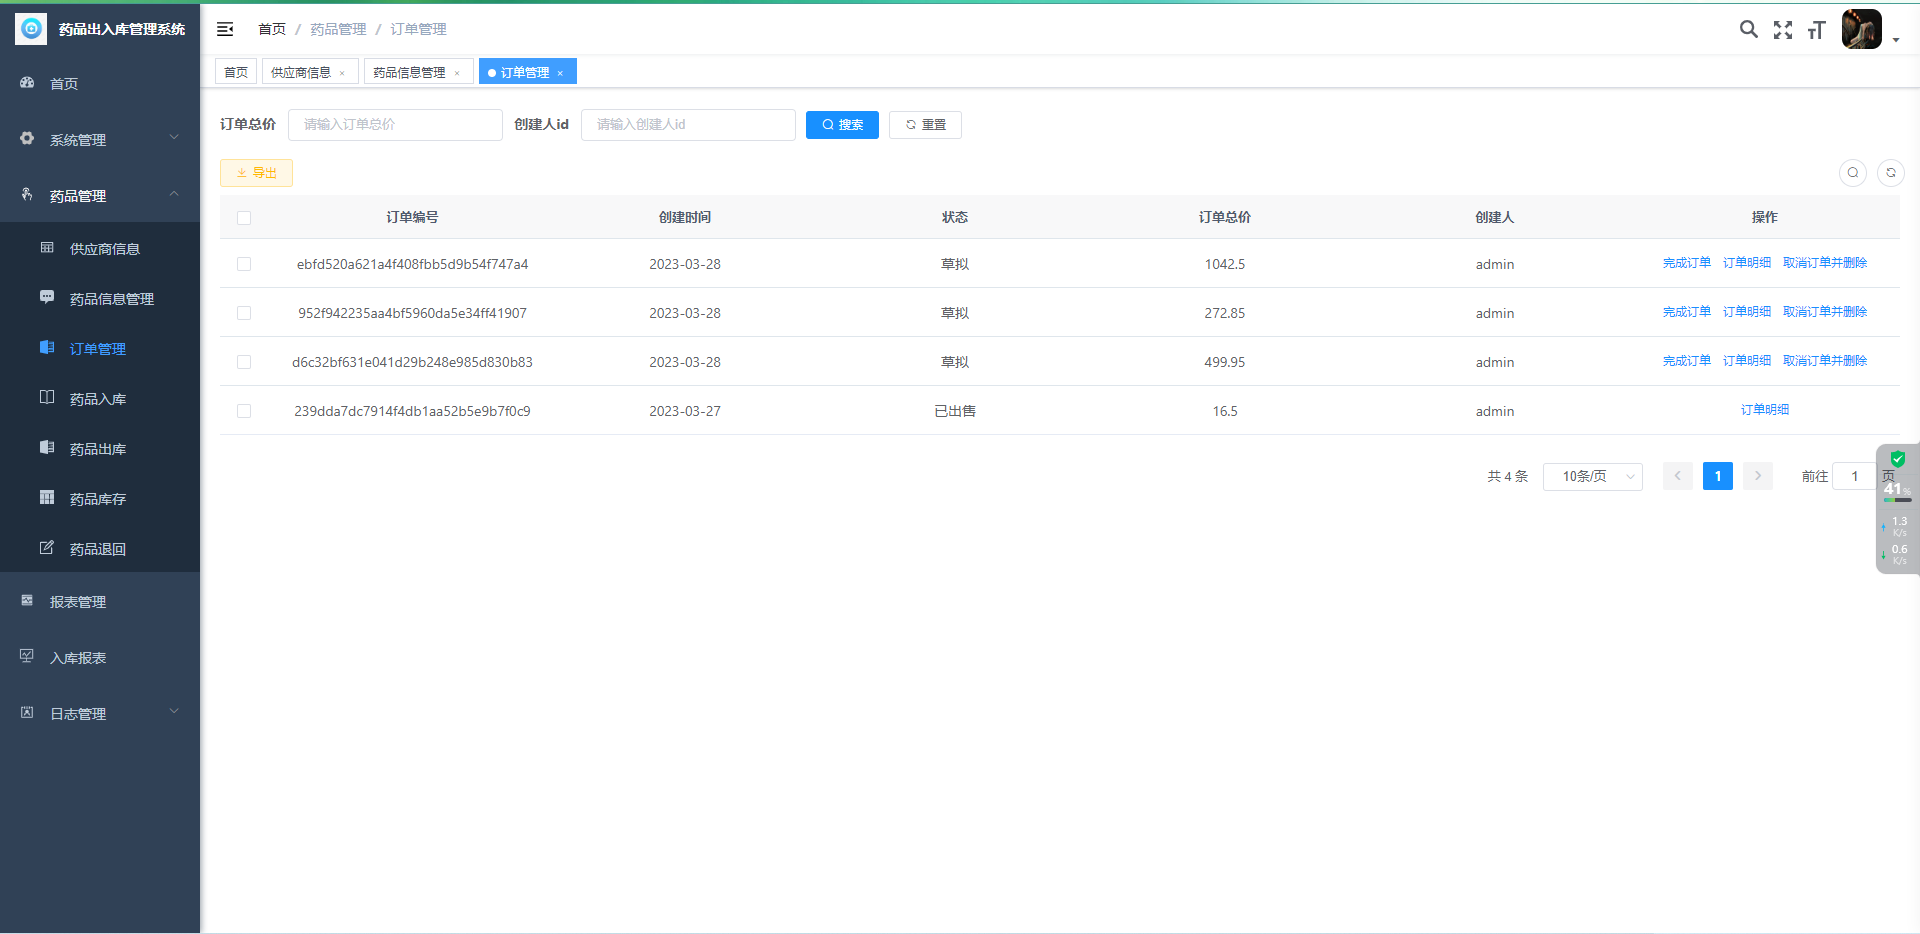 药品出入库管理系统
首页 / 药品管理 / 订单管理
首页
供应商信息 ×
药品信息管理 ×
订单管理 ×
首页
系统管理
药品管理
供应商信息
药品信息管理
订单管理
药品入库
药品出库
药品库存
药品退回
报表管理
入库报表
日志管理
订单总价 请输入订单总价 创建人id 请输入创建人id 搜索 重置
导出
订单编号 创建时间 状态 订单总价 创建人 操作
ebfd520a621a4f408fbb5d9b54f747a4 2023-03-28 草拟 1042.5 admin 完成订单 订单明细 取消订单并删除
952f942235aa4bf5960da5e34ff41907 2023-03-28 草拟 272.85 admin 完成订单 订单明细 取消订单并删除
d6c32bf631e041d29b248e985d830b83 2023-03-28 草拟 499.95 admin 完成订单 订单明细 取消订单并删除
239dda7dc7914f4db1aa52b5e9b7f0c9 2023-03-27 已出售 16.5 admin 订单明细
共 4 条 10条/页 1 前往 1 页
41%
1.3
K/s
0.6
K/s